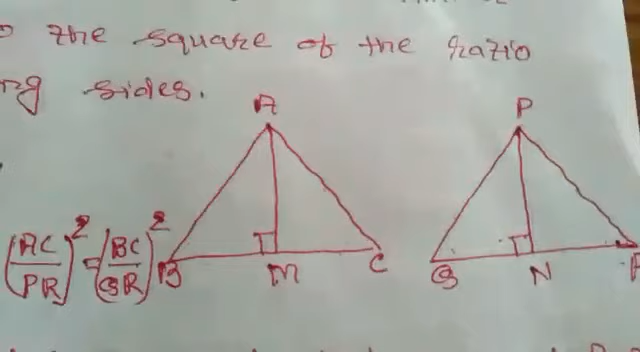 the square of the ratio
sides.
A
P
(AC/PR)² = (BC/QR)²
B M C
Q N